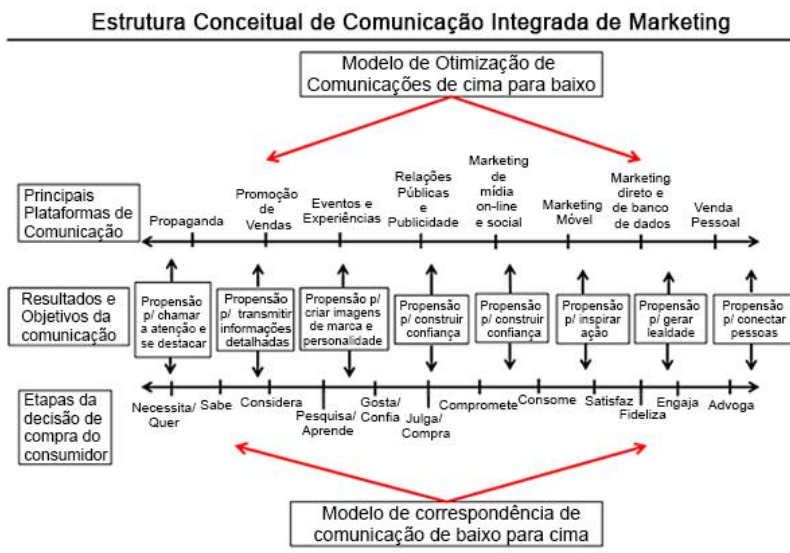 Estrutura Conceitual de Comunicação Integrada de Marketing
Modelo de Otimização de
Comunicações de cima para baixo
Principais
Plataformas de
Comunicação
Propaganda
Promoção
de
Vendas
Eventos e
Experiências
Relações
Públicas
e
Publicidade
Marketing
de
mídia
on-line
e social
Marketing
Móvel
Marketing
direto e
de banco
de dados
Venda
Pessoal
Resultados e
Objetivos da
comunicação
Propensão
p/ chamar
a atenção e
se destacar
Propensão
p/ transmitir
informações
detalhadas
Propensão p/
criar imagens
de marca e
personalidade
Propensão
p/ construir
confiança
Propensão
p/ construir
confiança
Propensão
p/ inspirar
ação
Propensão
p/ gerar
lealdade
Propensão
p/ conectar
pessoas
Etapas da
decisão de
compra do
consumidor
Necessita/
Quer
Sabe
Considera
Pesquisa/
Aprende
Gosta/
Confia
Julga/
Compra
Compromete
Consome
Satisfaz
Fideliza
Engaja
Advoga
Modelo de correspondência de
comunicação de baixo para cima